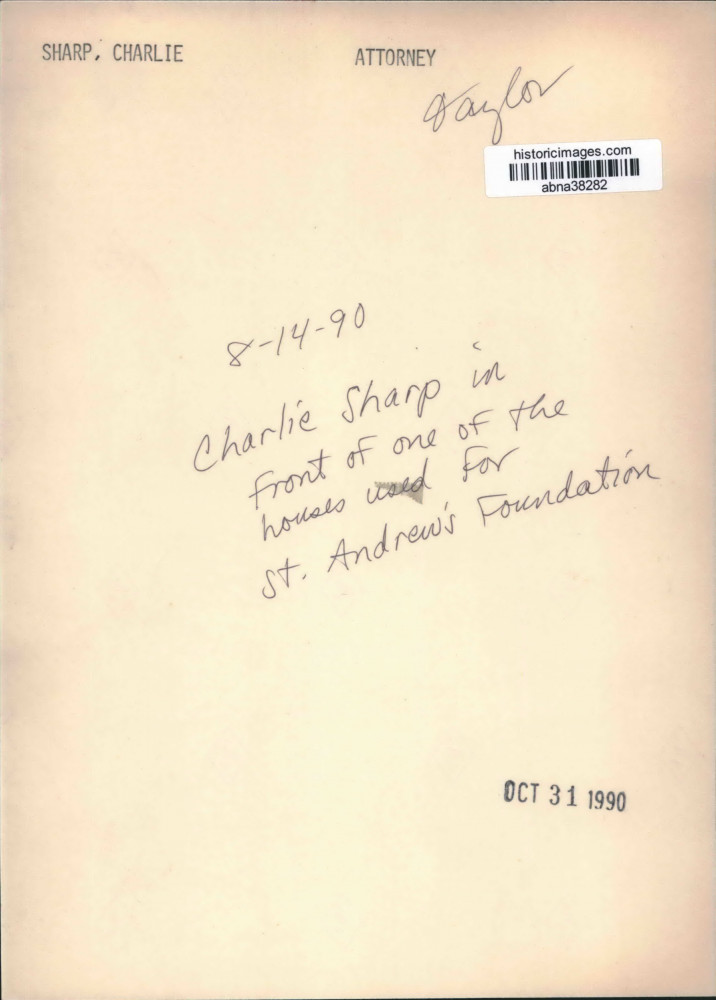 SHARP, CHARLIE ATTORNEY
Taylor
historicimages.com
abna38282
8-14-90
Charlie Sharp in
front of one of the
houses used for
St. Andrew's Foundation
OCT 31 1990